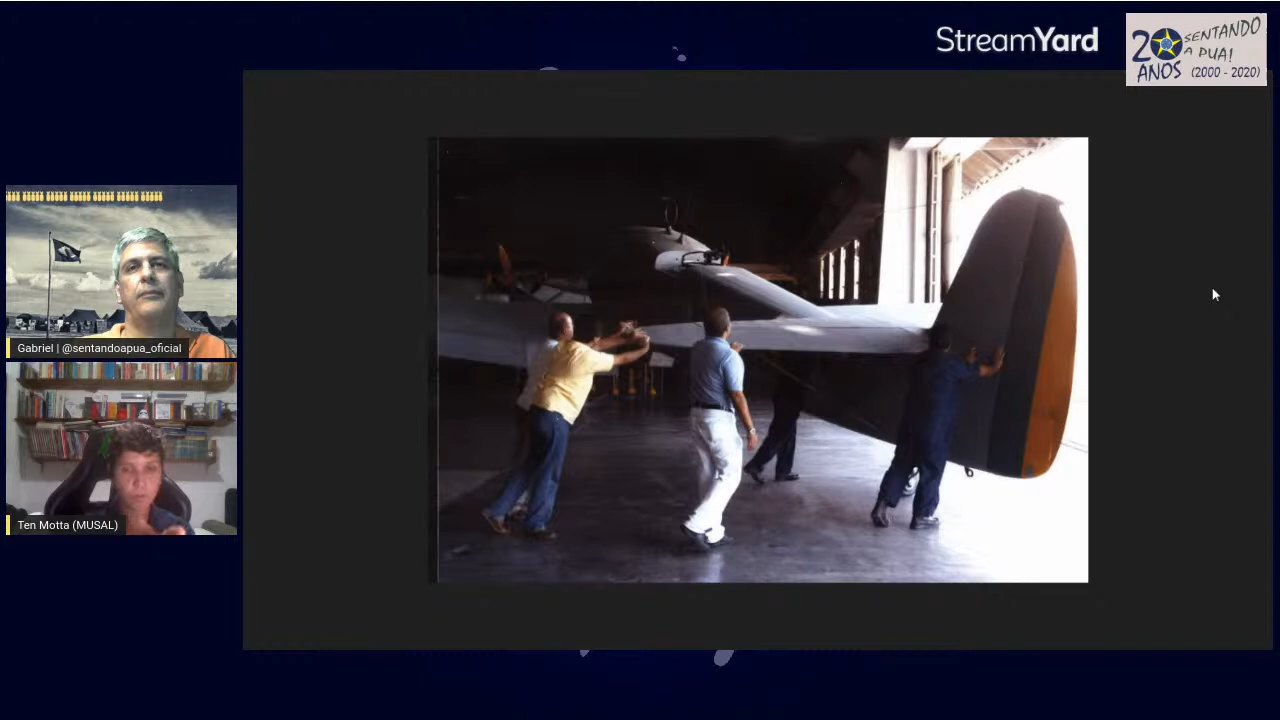 StreamYard
20
ANOS
SENTANDO
A PUA!
(2000 - 2020)
Gabriel | @sentandoapua_oficial
Ten Motta (MUSAL)